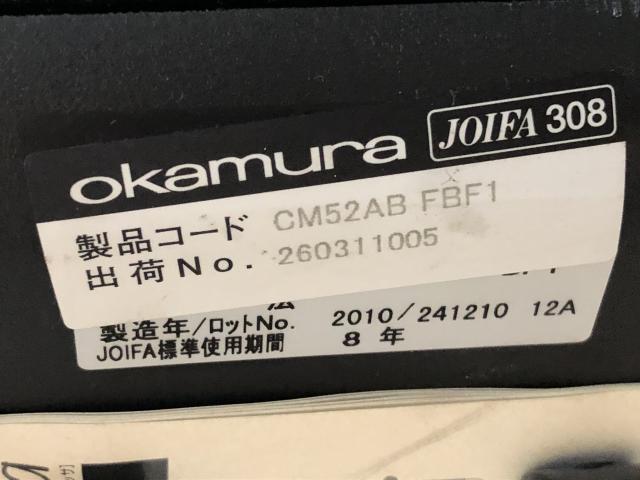 okamura JOIFA 308
製品コード CM52AB FBF1
出荷No. 260311005
法
製造年/ロットNo. 2010/241210 12A
JOIFA標準使用期間 8年